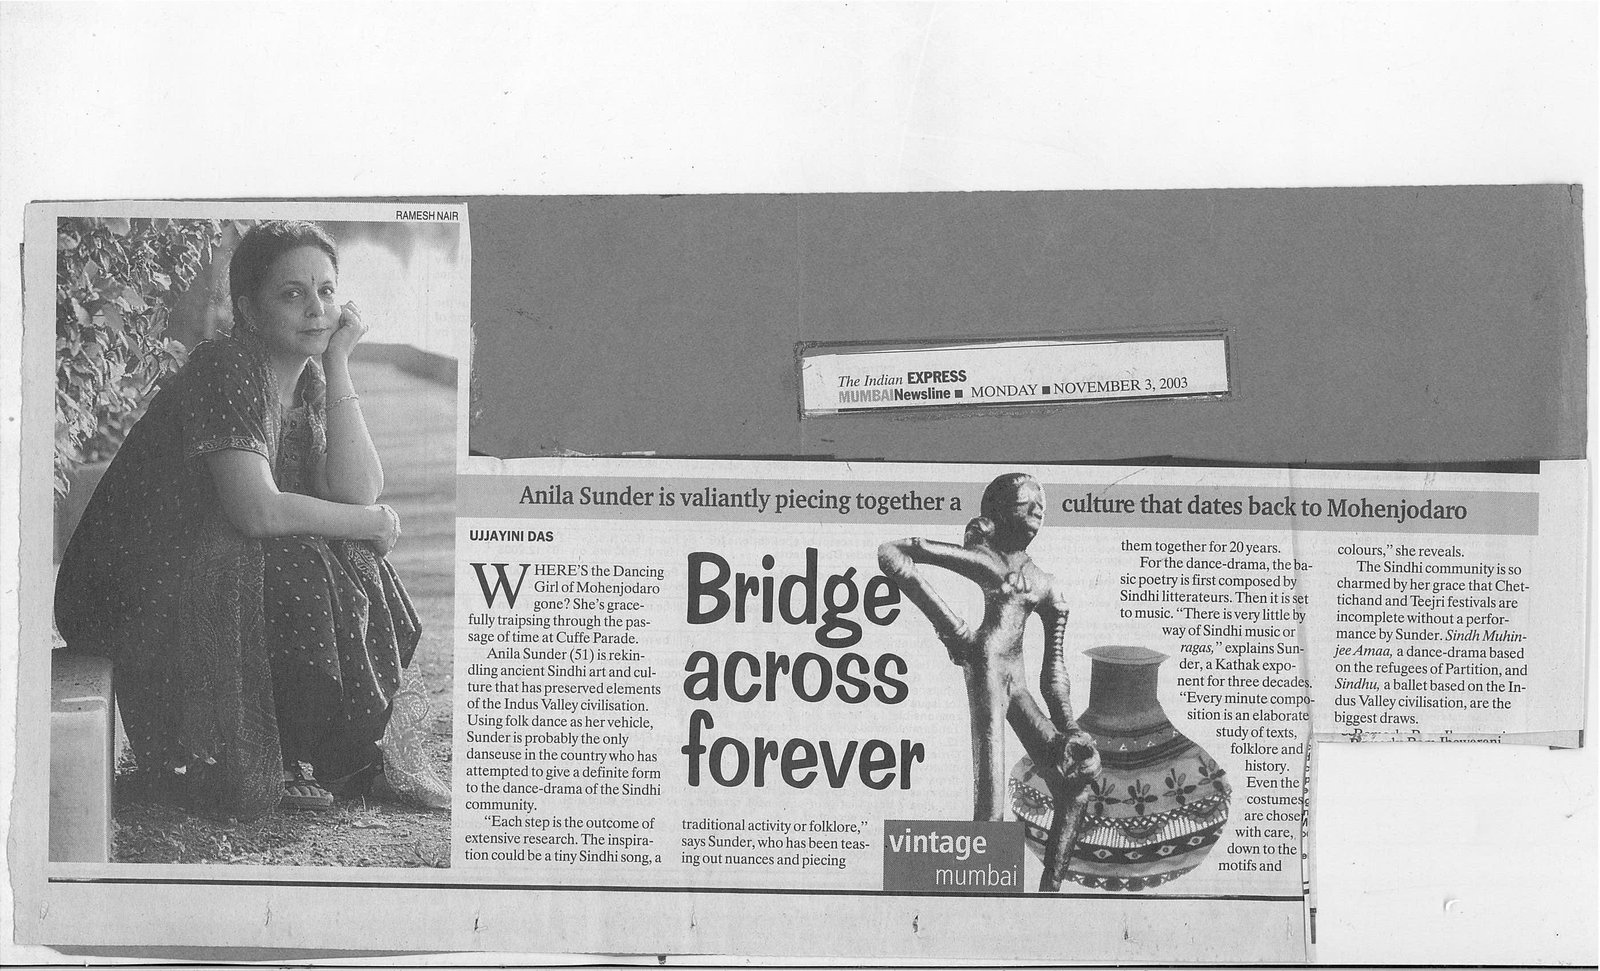 RAMESH NAIR
The Indian EXPRESS
MUMBAI Newsline ■ MONDAY ■ NOVEMBER 3, 2003
Anila Sunder is valiantly piecing together a culture that dates back to Mohenjodaro
UJJAYINI DAS
Bridge
across
forever
WHERE'S the Dancing
Girl of Mohenjodaro
gone? She's grace-
fully traipsing through the pas-
sage of time at Cuffe Parade.
Anila Sunder (51) is rekin-
dling ancient Sindhi art and cul-
ture that has preserved elements
of the Indus Valley civilisation.
Using folk dance as her vehicle,
Sunder is probably the only
danseuse in the country who has
attempted to give a definite form
to the dance-drama of the Sindhi
community.
"Each step is the outcome of
extensive research. The inspira-
tion could be a tiny Sindhi song, a
traditional activity or folklore,"
says Sunder, who has been teas-
ing out nuances and piecing
them together for 20 years.
For the dance-drama, the ba-
sic poetry is first composed by
Sindhi litterateurs. Then it is set
to music. "There is very little by
way of Sindhi music or
ragas," explains Sun-
der, a Kathak expo-
nent for three decades.
"Every minute compo-
sition is an elaborate
study of texts,
folklore and
history.
Even the
costumes
are chose
with care,
down to the
motifs and
colours," she reveals.
The Sindhi community is so
charmed by her grace that Chet-
tichand and Teejri festivals are
incomplete without a perfor-
mance by Sunder. Sindh Muhin-
jee Amaa, a dance-drama based
on the refugees of Partition, and
Sindhu, a ballet based on the In-
dus Valley civilisation, are the
biggest draws.
vintage
mumbai